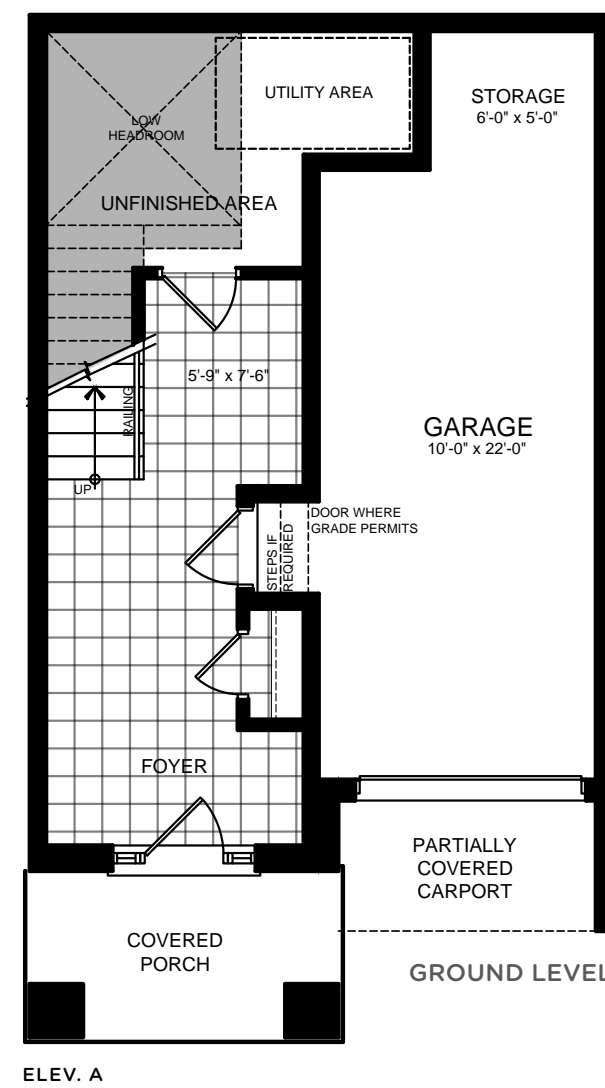 UTILITY AREA
STORAGE
6'-0" x 5'-0"
LOW
HEADROOM
UNFINISHED AREA
5'-9" x 7'-6"
RAILING
UP
GARAGE
10'-0" x 22'-0"
DOOR WHERE
GRADE PERMITS
STEPS IF
REQUIRED
FOYER
PARTIALLY
COVERED
CARPORT
COVERED
PORCH
GROUND LEVEL
ELEV. A